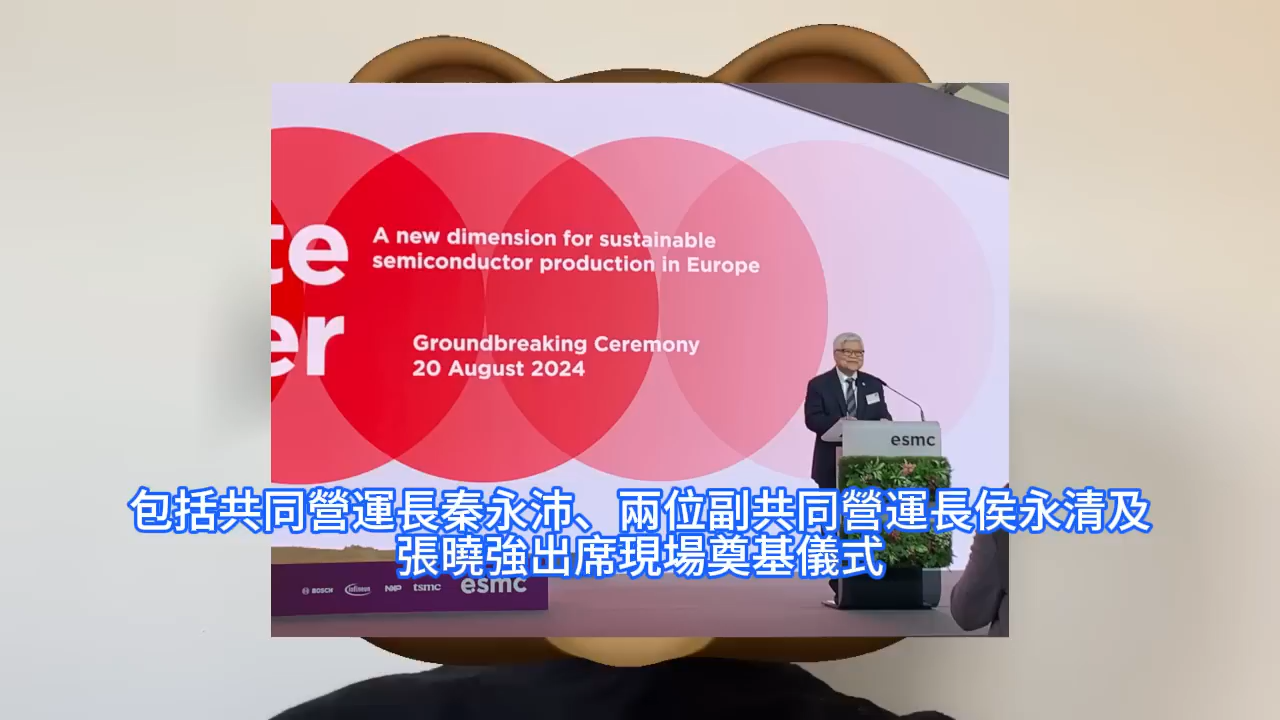 te
er
A new dimension for sustainable
semiconductor production in Europe
Groundbreaking Ceremony
20 August 2024
esmc
包括共同營運長秦永沛、兩位副共同營運長侯永清及
張曉強出席現場奠基儀式
BOSCH
infineon
NXP
tsmc
esmc